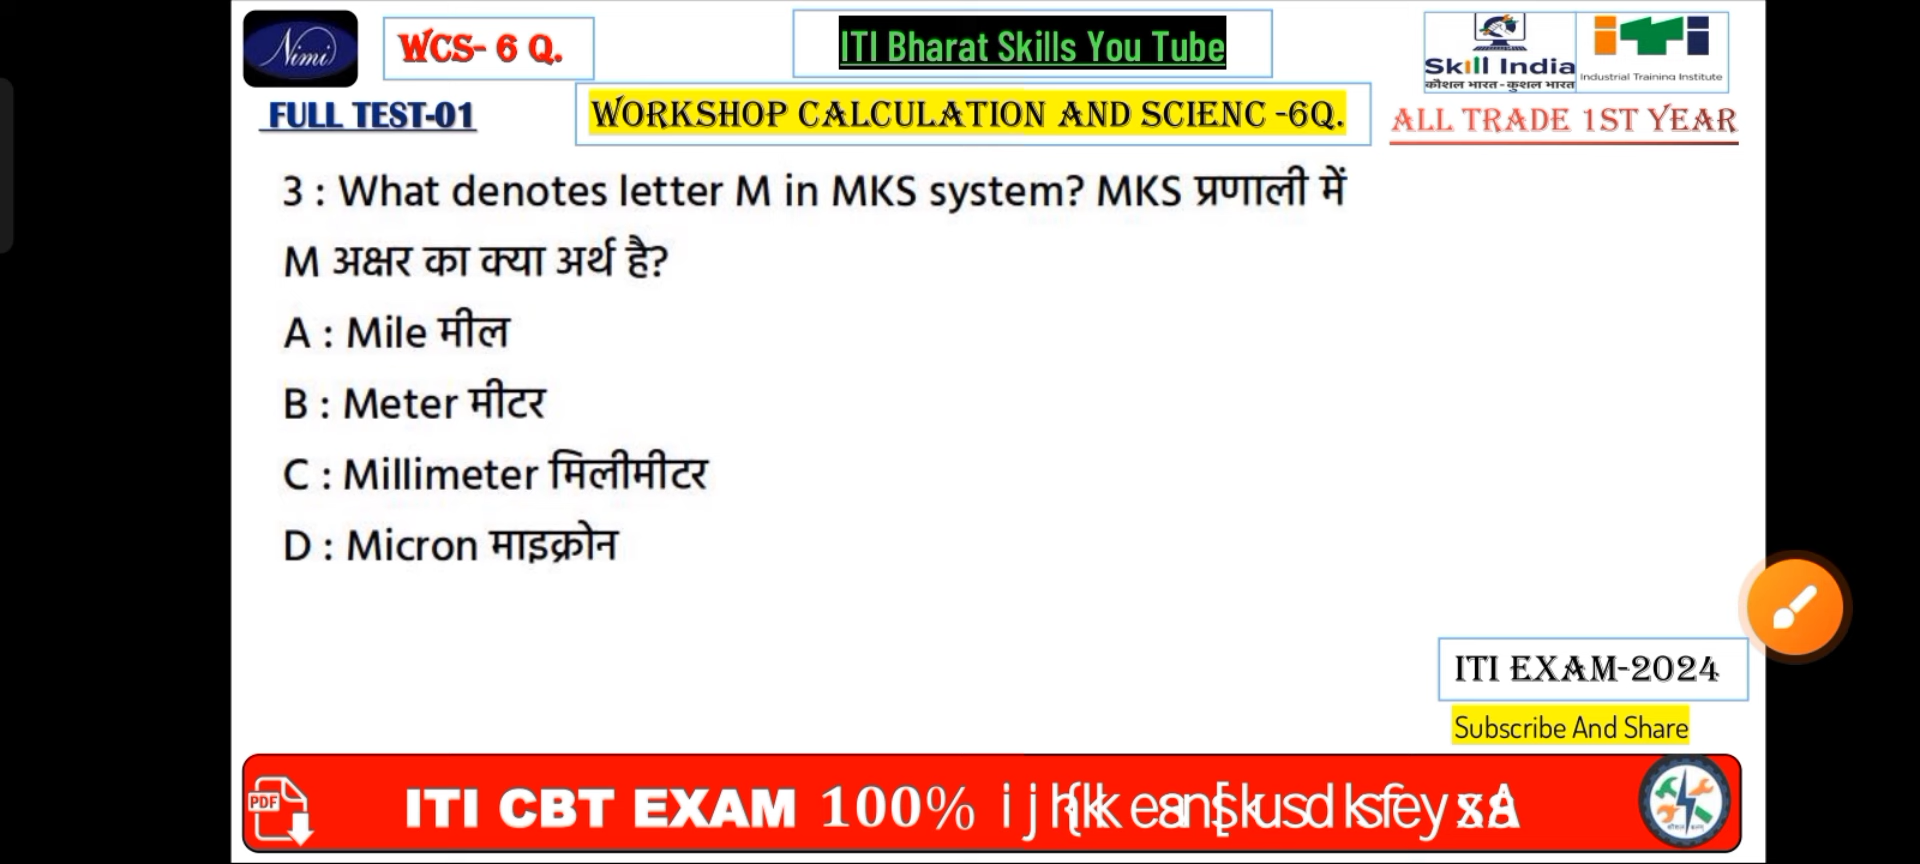 Nimi
WCS- 6 Q.
ITI Bharat Skills You Tube
Skill India
कौशल भारत-कुशल भारत
iTi
Industrial Training Institute
FULL TEST-01
WORKSHOP CALCULATION AND SCIENC -6Q.
ALL TRADE 1ST YEAR
3 : What denotes letter M in MKS system? MKS प्रणाली में
M अक्षर का क्या अर्थ है?
A : Mile मील
B : Meter मीटर
C : Millimeter मिलीमीटर
D : Micron माइक्रोन
ITI EXAM-2024
Subscribe And Share
PDF
ITI CBT EXAM 100%